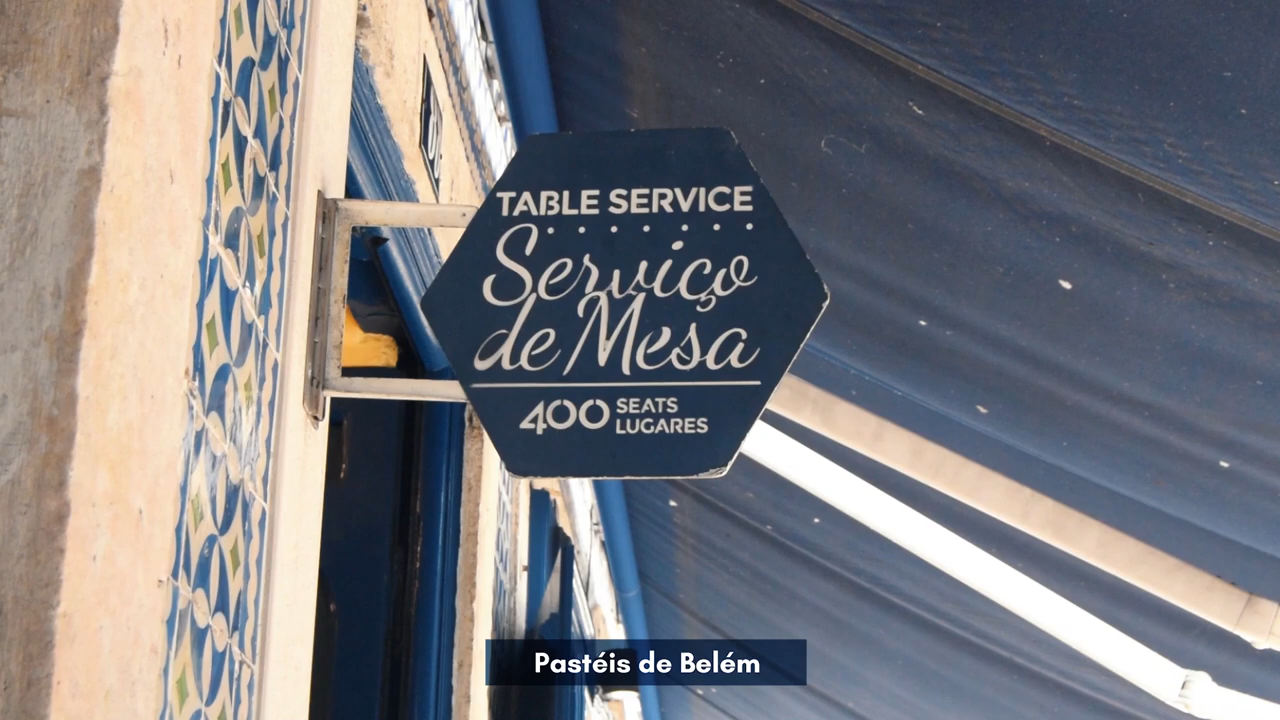 TABLE SERVICE
Serviço
de Mesa
400 SEATS
LUGARES
Pastéis de Belém